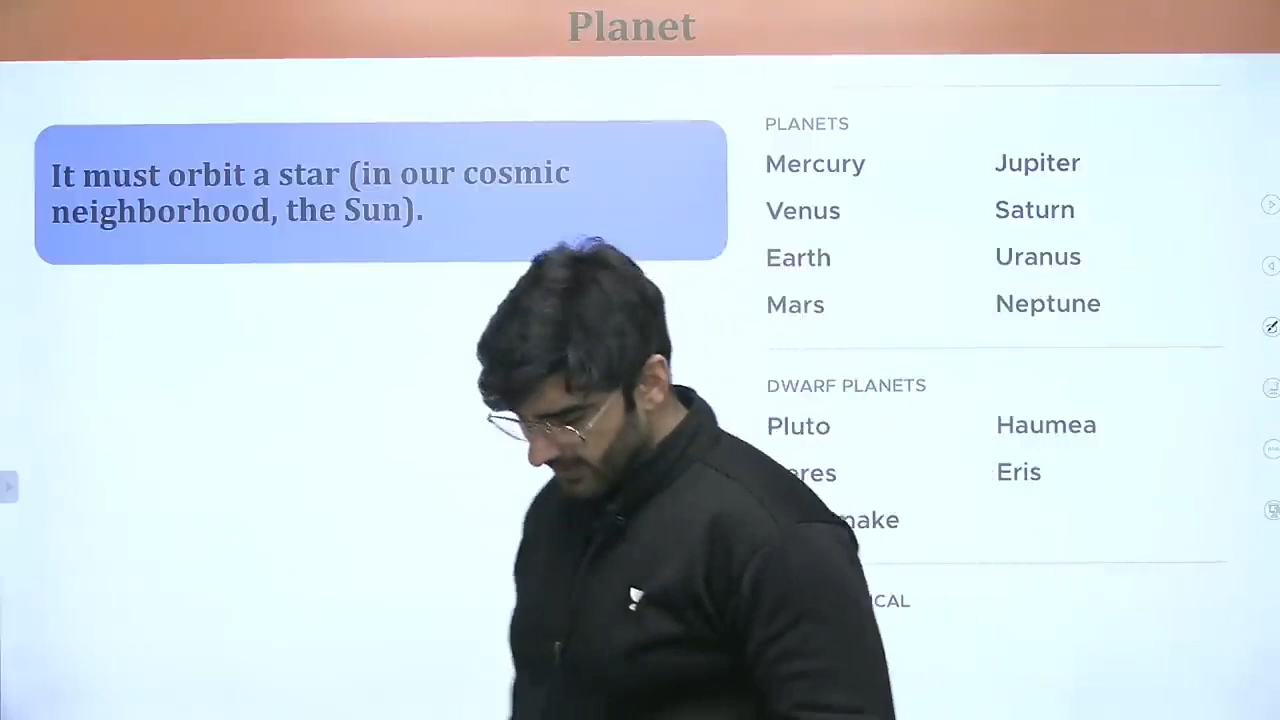 Planet
It must orbit a star (in our cosmic
neighborhood, the Sun).
PLANETS
Mercury
Jupiter
Venus
Saturn
Earth
Uranus
Mars
Neptune
DWARF PLANETS
Pluto
Haumea
Eris